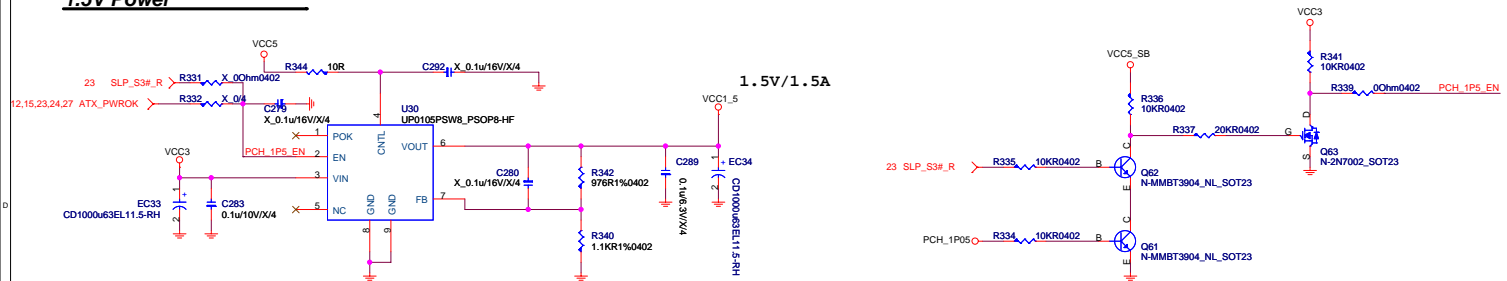 1.5V Power
VCC5
R344 10R
C292 X_0.1u/16V/X/4
23 SLP_S3#_R R331 X_0Ohm0402
12,15,23,24,27 ATX_PWROK R332 X_0/4
C279
X_0.1u/16V/X/4
U30
UP0105PSW8_PSOP8-HF
1 POK
4 CNTL
PCH_1P5_EN 2 EN
VOUT 6
VCC3
3 VIN
5 NC
FB 7
GND GND
8 9
1
+
2
EC33
CD1000u63EL11.5-RH
C283
0.1u/10V/X/4
C280
X_0.1u/16V/X/4
R342
976R1%0402
R340
1.1KR1%0402
1.5V/1.5A
VCC1_5
C289
0.1u/6.3V/X/4
1
+
2
EC34
CD1000u63EL11.5-RH
VCC5_SB
R336
10KR0402
R337 20KR0402
23 SLP_S3#_R R335 10KR0402 B
C
E
Q62
N-MMBT3904_NL_SOT23
PCH_1P05 R334 10KR0402 B
C
E
Q61
N-MMBT3904_NL_SOT23
VCC3
R341
10KR0402
R339 0Ohm0402 PCH_1P5_EN
D
G
S
Q63
N-2N7002_SOT23
D